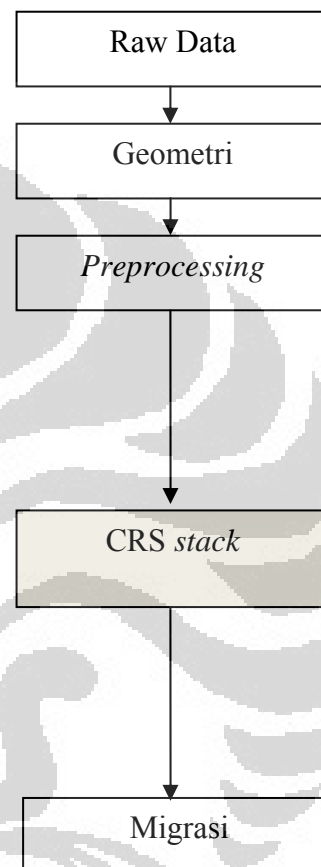 Raw Data
Geometri
Preprocessing
CRS stack
Migrasi